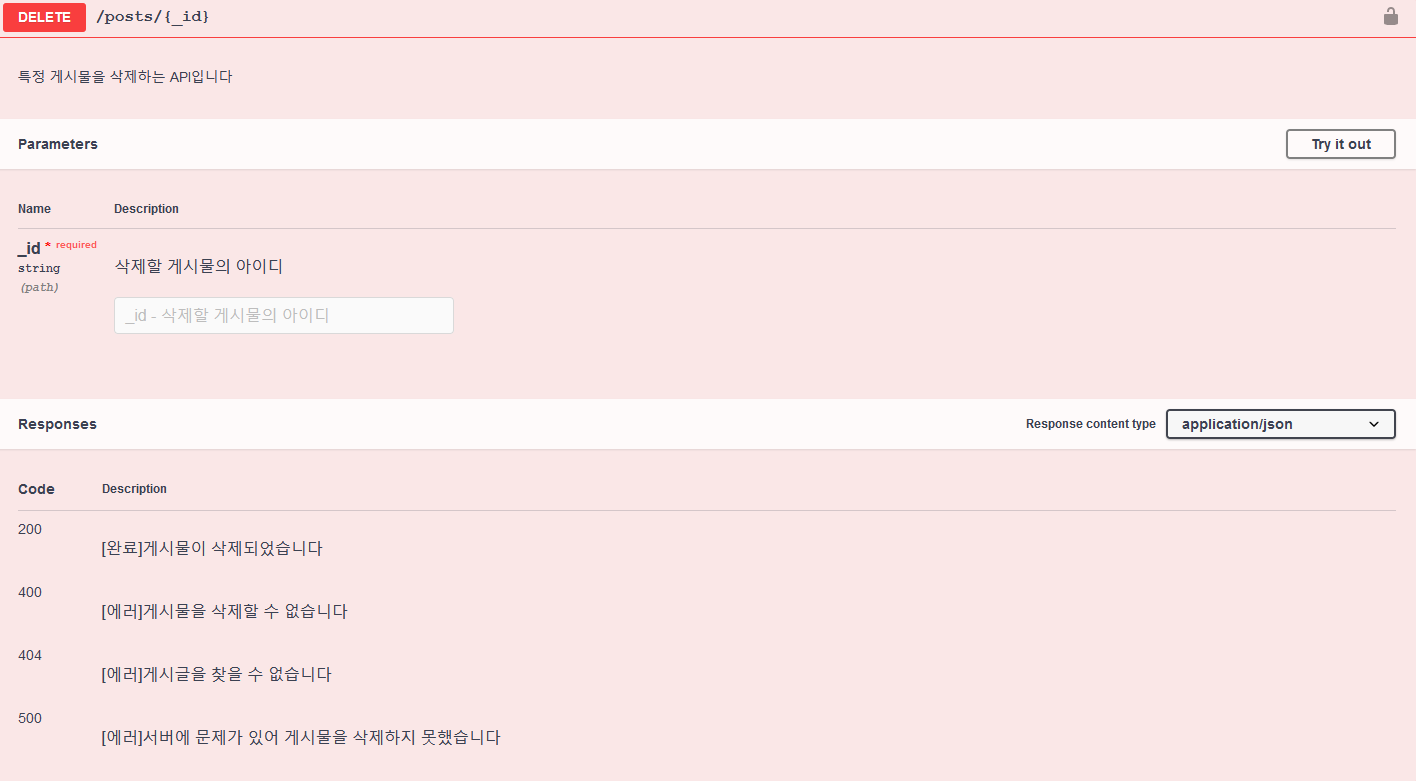 DELETE /posts/{_id}
특정 게시물을 삭제하는 API입니다
Parameters Try it out
Name Description
_id * required
string
(path)
삭제할 게시물의 아이디
_id - 삭제할 게시물의 아이디
Responses Response content type application/json
Code Description
200
[완료]게시물이 삭제되었습니다
400
[에러]게시물을 삭제할 수 없습니다
404
[에러]게시글을 찾을 수 없습니다
500
[에러]서버에 문제가 있어 게시물을 삭제하지 못했습니다